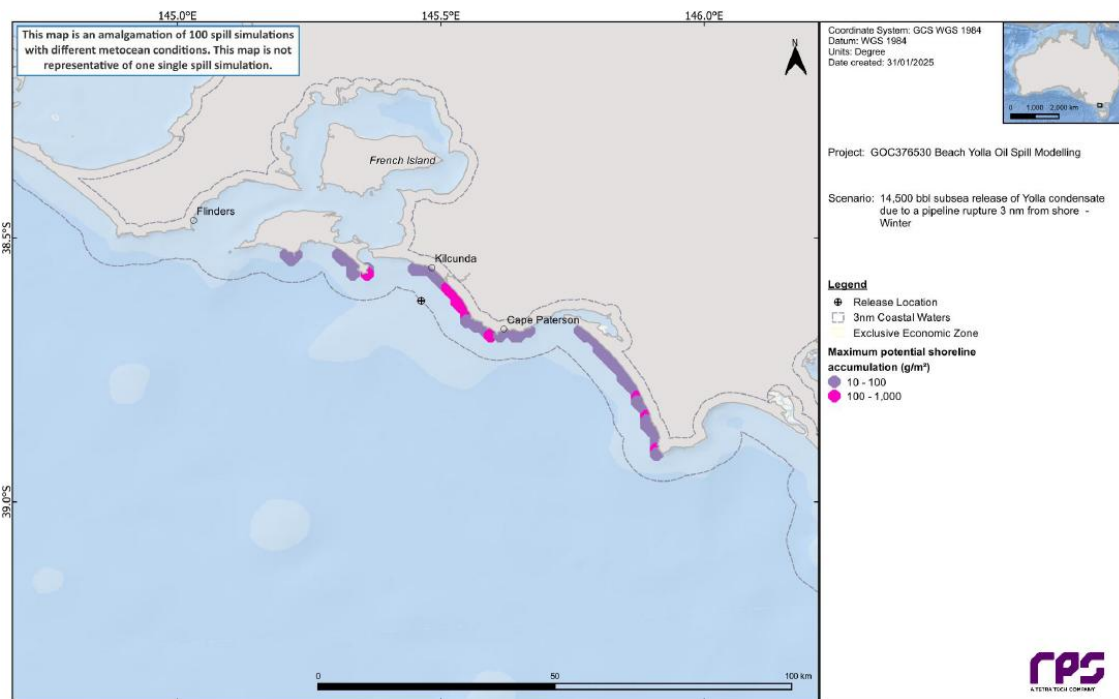 This map is an amalgamation of 100 spill simulations
with different metocean conditions. This map is not
representative of one single spill simulation.
145.0°E
145.5°E
146.0°E
38.5°S
39.0°S
N
French Island
Flinders
Kilcunda
Cape Paterson
0 50 100 km
Coordinate System: GCS WGS 1984
Datum: WGS 1984
Units: Degree
Date created: 31/01/2025
0 1,000 2,000 km
Project: GOC376530 Beach Yolla Oil Spill Modelling
Scenario: 14,500 bbl subsea release of Yolla condensate
due to a pipeline rupture 3 nm from shore -
Winter
Legend
Release Location
3nm Coastal Waters
Exclusive Economic Zone
Maximum potential shoreline
accumulation (g/m²)
10 - 100
100 - 1,000
rps
A TETRA TECH COMPANY